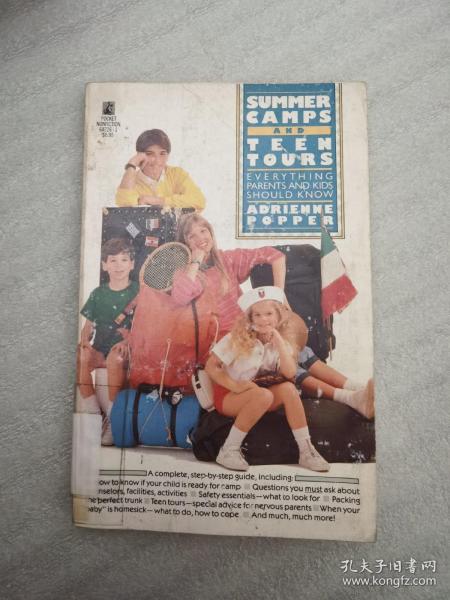 POCKET
NONFICTION
$6.95
SUMMER
CAMPS
AND
TEEN
TOURS
EVERYTHING
PARENTS AND KIDS
SHOULD KNOW
ADRIENNE
POPPER
A complete, step-by-step guide, including:
ow to know if your child is ready for camp Questions you must ask about
nselors, facilities, activities Safety essentials—what to look for Packing
he perfect trunk Teen tours—special advice for nervous parents When your
baby" is homesick—what to do, how to cope And much, much more!
孔夫子旧书网
www.kongfz.com